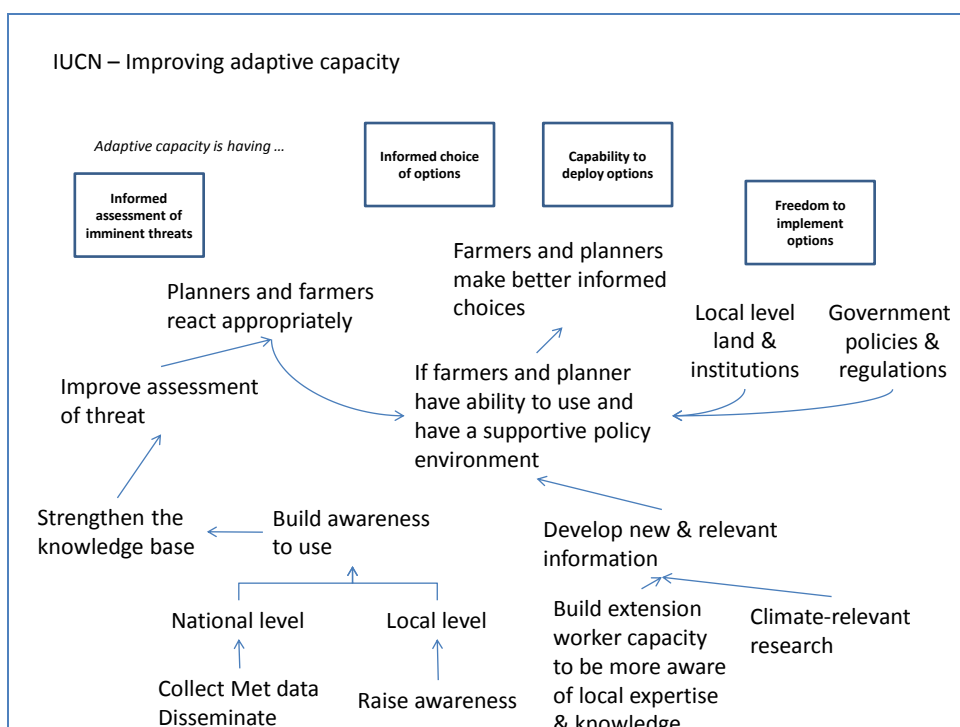 IUCN – Improving adaptive capacity
Adaptive capacity is having …
Informed
assessment of
imminent threats
Informed choice
of options
Capability to
deploy options
Freedom to
implement
options
Planners and farmers
react appropriately
Farmers and planners
make better informed
choices
Local level
land &
institutions
Government
policies &
regulations
Improve assessment
of threat
If farmers and planner
have ability to use and
have a supportive policy
environment
Strengthen the
knowledge base
Build awareness
to use
Develop new & relevant
information
National level
Local level
Build extension
worker capacity
to be more aware
of local expertise
& knowledge
Climate-relevant
research
Collect Met data
Disseminate
Raise awareness